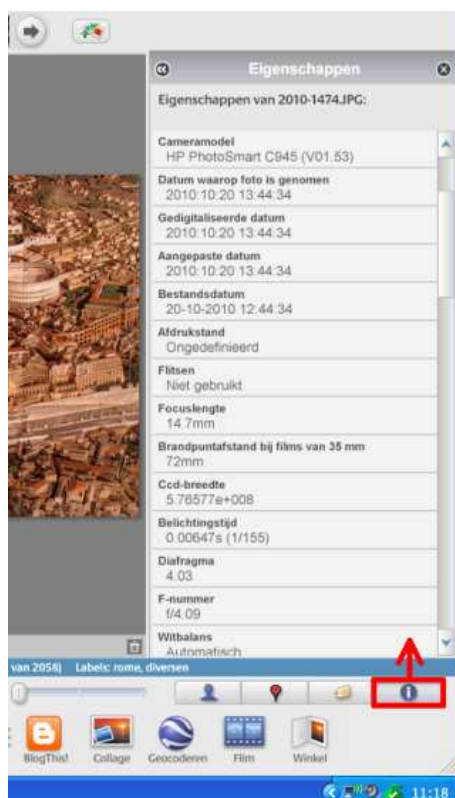 Eigenschappen
Eigenschappen van 2010-1474.JPG:
Cameramodel
HP PhotoSmart C945 (V01.53)
Datum waarop foto is genomen
2010:10:20 13:44:34
Gedigitaliseerde datum
2010:10:20 13:44:34
Aangepaste datum
2010:10:20 13:44:34
Bestandsdatum
20-10-2010 12:44:34
Afdrukstand
Ongedefinieerd
Flitsen
Niet gebruikt
Focuslengte
14.7mm
Brandpuntafstand bij films van 35 mm
72mm
Ccd-breedte
5.76577e+008
Belichtingstijd
0.00647s (1/155)
Diafragma
4.03
F-nummer
f/4.09
Witbalans
Automatisch
van 2058) Labels: rome, diversen
BlogThis! Collage Geocoderen Film Winkel
11:18